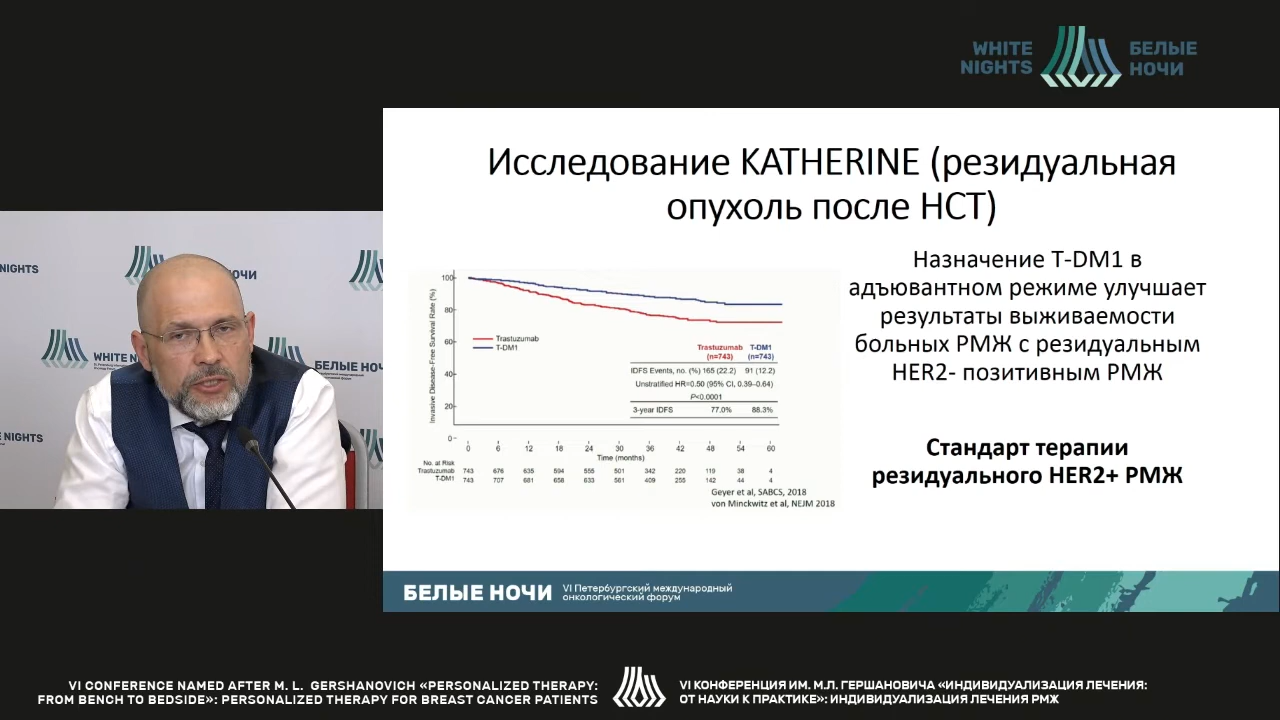 WHITE
NIGHTS
БЕЛЫЕ
НОЧИ
Исследование KATHERINE (резидуальная
опухоль после НСТ)
Invasive Disease-Free Survival Rate (%)
100
80
60
40
20
0
Trastuzumab
T-DM1
Trastuzumab T-DM1
(n=743) (n=743)
IDFS Events, no. (%) 165 (22.2) 91 (12.2)
Unstratified HR=0.50 (95% CI, 0.39–0.64)
P<0.0001
3-year IDFS 77.0% 88.3%
0 6 12 18 24 30 36 42 48 54 60
Time (months)
No. at Risk
Trastuzumab 743 676 635 594 555 501 342 220 119 38 4
T-DM1 743 707 681 658 633 561 409 255 142 44 4
Geyer et al, SABCS, 2018
von Minckwitz et al, NEJM 2018
Назначение T-DM1 в
адъювантном режиме улучшает
результаты выживаемости
больных РМЖ с резидуальным
HER2- позитивным РМЖ
Стандарт терапии
резидуального HER2+ РМЖ
NIGHTS
WHITE
NIGHTS
БЕЛЫЕ
НОЧИ
БЕЛЫЕ НОЧИ
VI Петербургский международный
онкологический форум
VI CONFERENCE NAMED AFTER M. L. GERSHANOVICH «PERSONALIZED THERAPY:
FROM BENCH TO BEDSIDE»: PERSONALIZED THERAPY FOR BREAST CANCER PATIENTS
VI КОНФЕРЕНЦИЯ ИМ. М.Л. ГЕРШАНОВИЧА «ИНДИВИДУАЛИЗАЦИЯ ЛЕЧЕНИЯ:
ОТ НАУКИ К ПРАКТИКЕ»: ИНДИВИДУАЛИЗАЦИЯ ЛЕЧЕНИЯ РМЖ